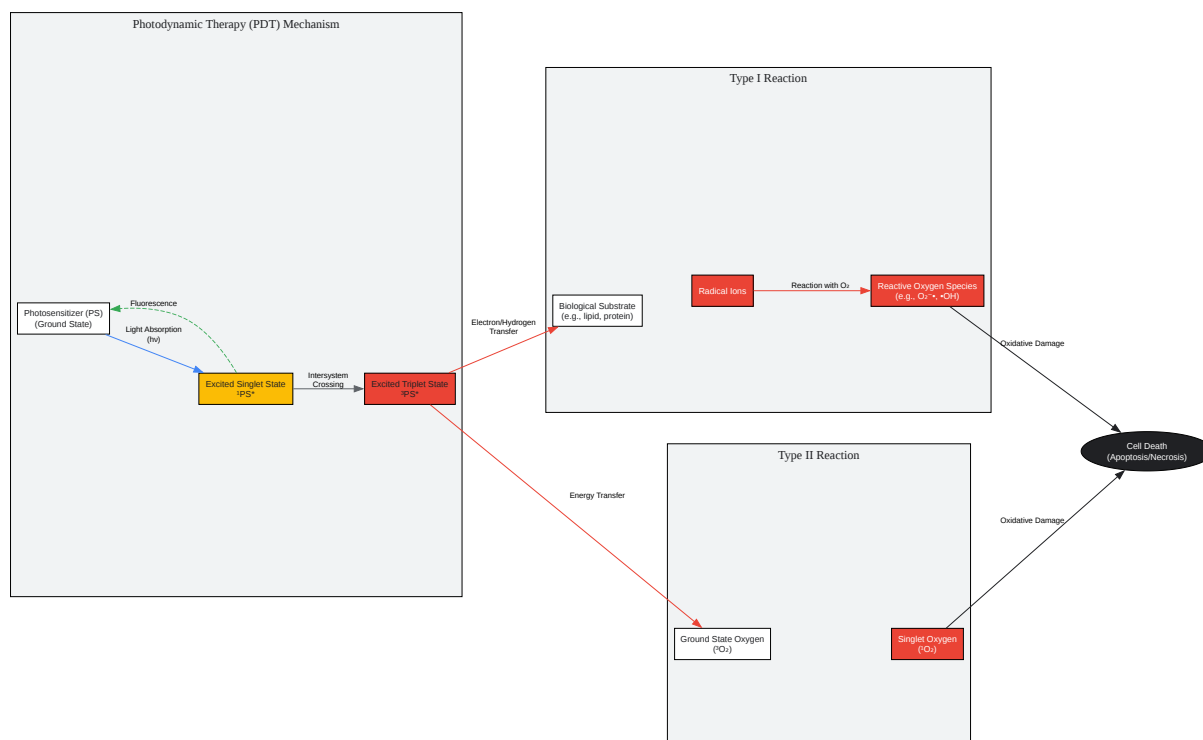 Photodynamic Therapy (PDT) Mechanism
Photosensitizer (PS)
(Ground State)
Fluorescence
Light Absorption
(hν)
Excited Singlet State
¹PS*
Intersystem
Crossing
Excited Triplet State
³PS*
Electron/Hydrogen
Transfer
Energy Transfer
Type I Reaction
Biological Substrate
(e.g., lipid, protein)
Radical Ions
Reaction with O₂
Reactive Oxygen Species
(e.g., O₂⁻•, •OH)
Oxidative Damage
Type II Reaction
Ground State Oxygen
(³O₂)
Singlet Oxygen
(¹O₂)
Oxidative Damage
Cell Death
(Apoptosis/Necrosis)